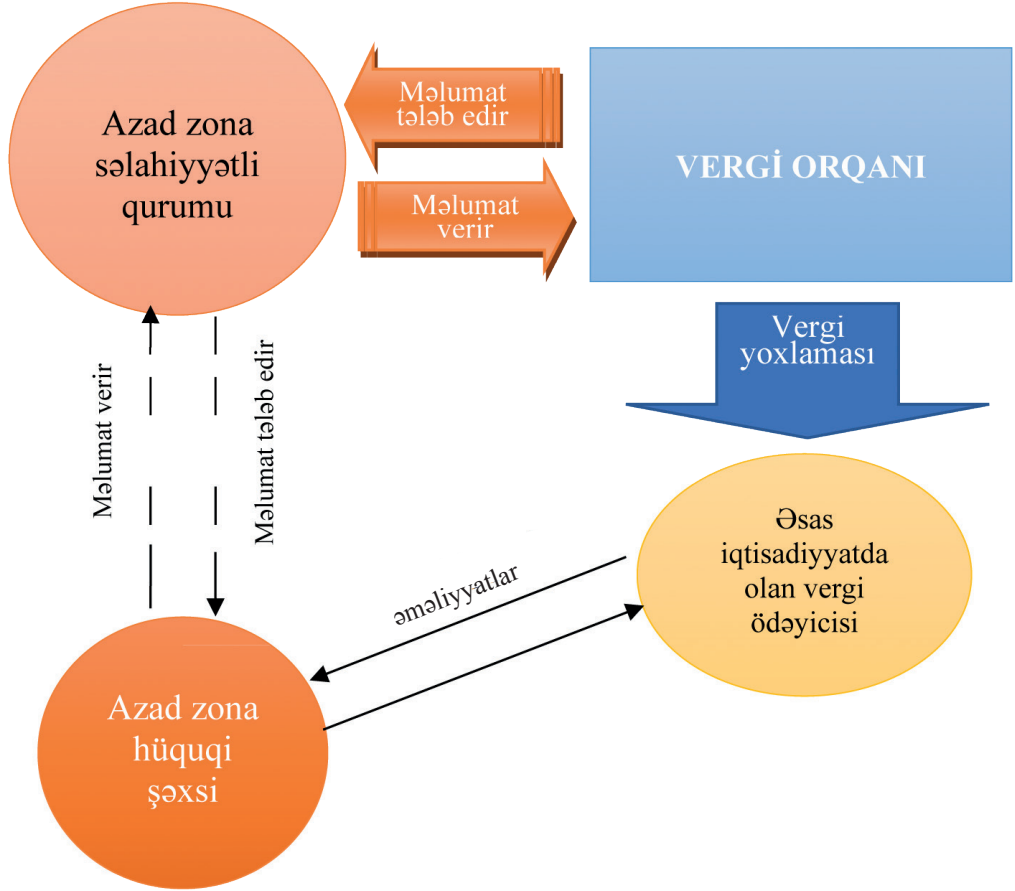 Azad zona
səlahiyyətli
qurumu
Məlumat
tələb edir
Məlumat
verir
VERGİ ORQANI
Vergi
yoxlaması
Məlumat verir
Məlumat tələb edir
Əsas
iqtisadiyyatda
olan vergi
ödəyicisi
əməliyyatlar
Azad zona
hüquqi
şəxsi